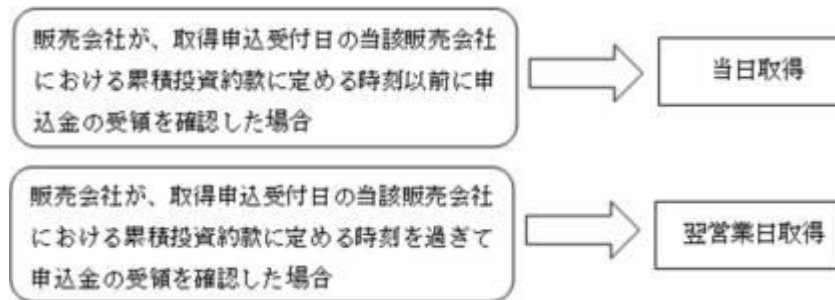 販売会社が、取得申込受付日の当該販売会社
における累積投資約款に定める時刻以前に申
込金の受領を確認した場合
当日取得
販売会社が、取得申込受付日の当該販売会社
における累積投資約款に定める時刻を過ぎて
申込金の受領を確認した場合
翌営業日取得